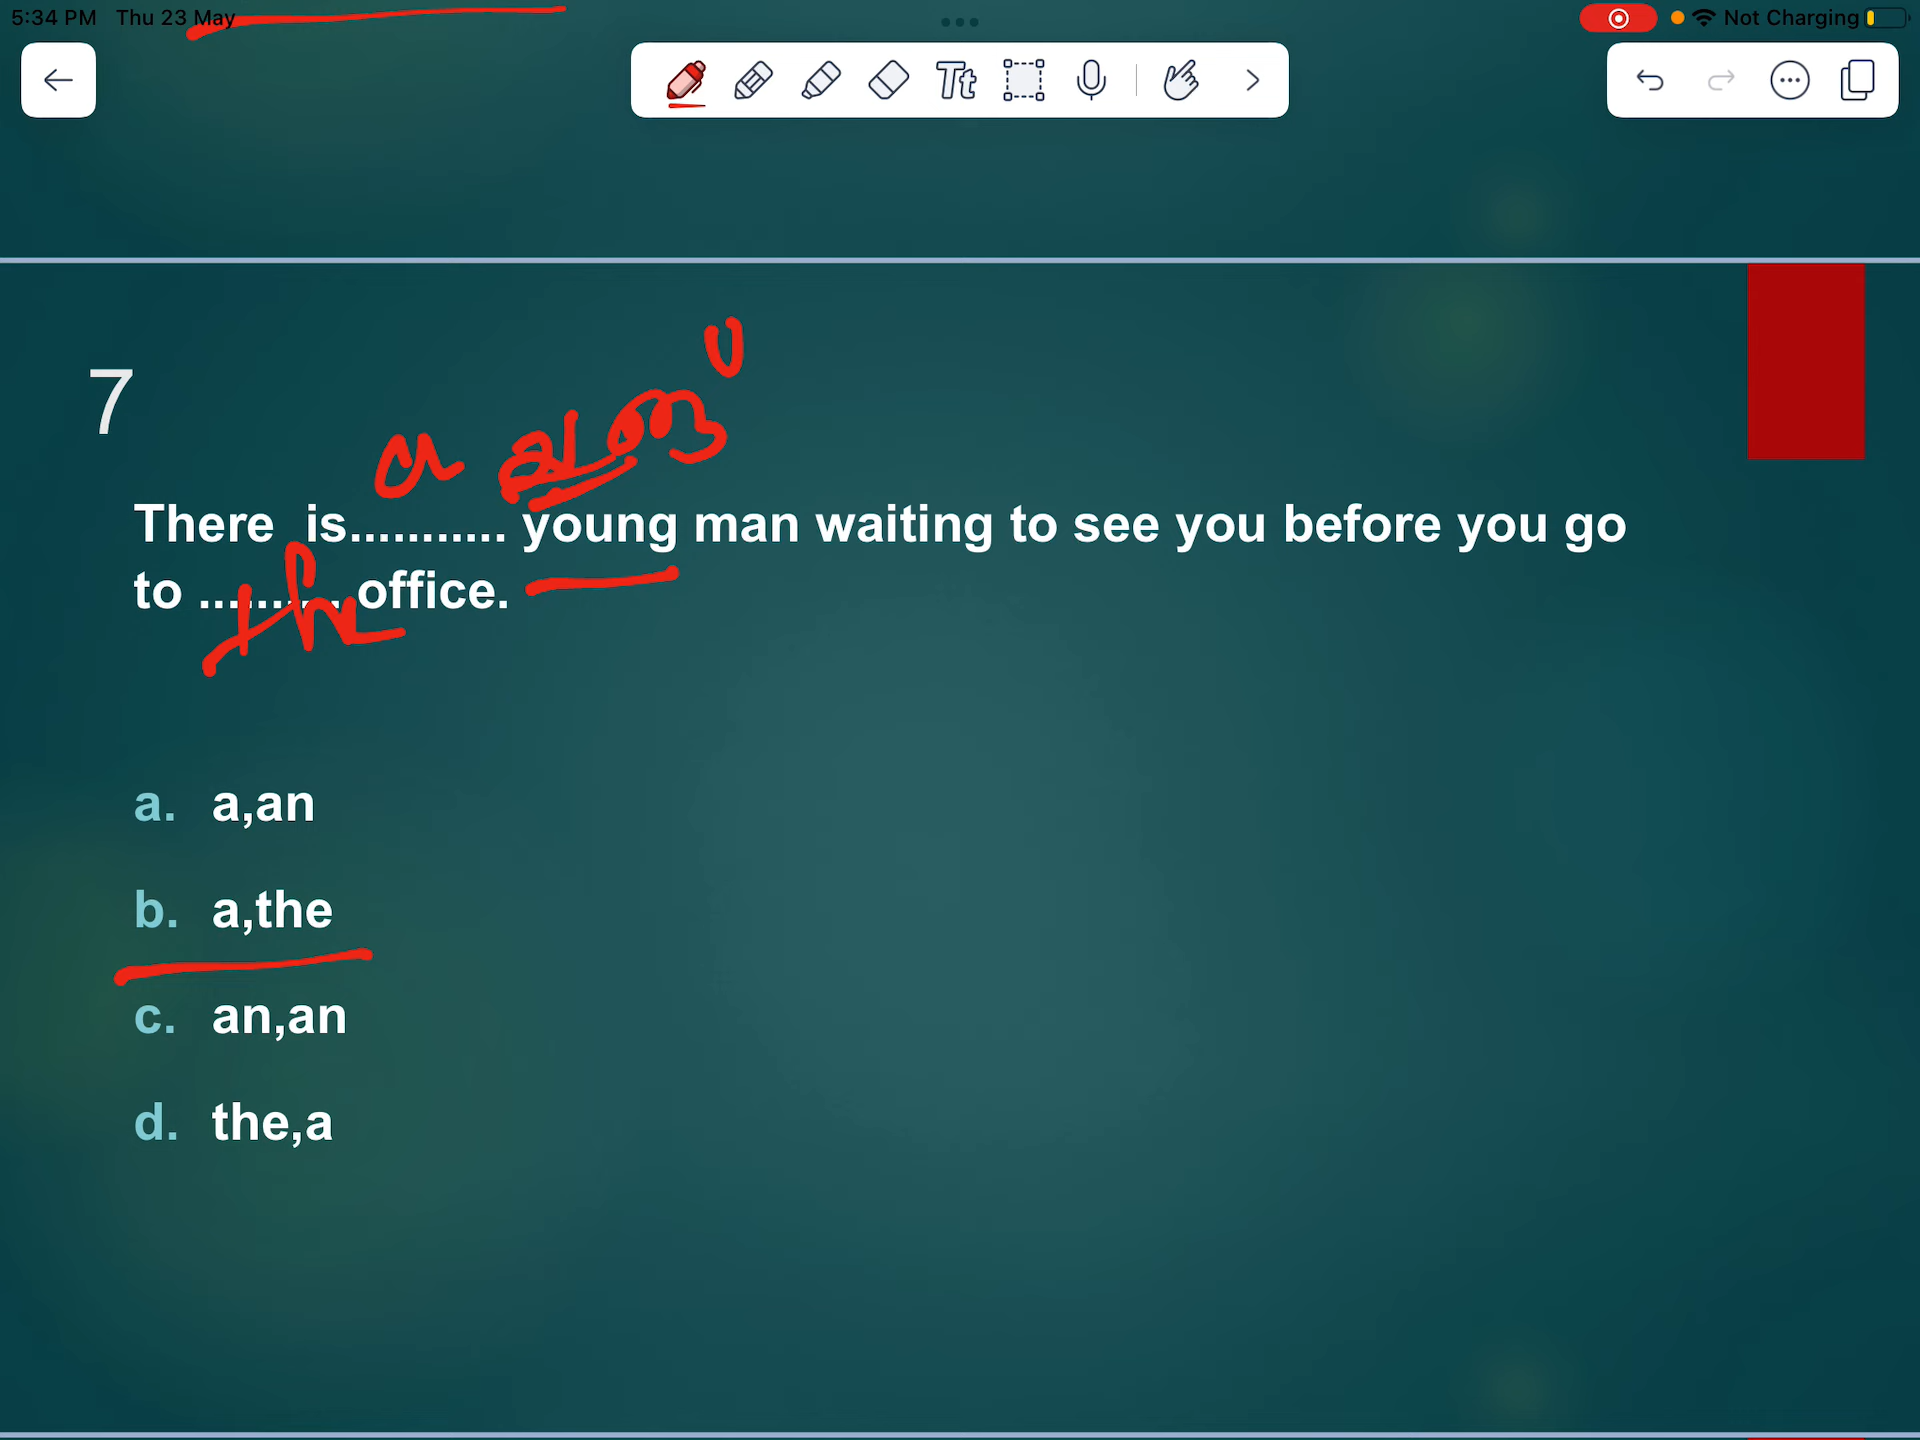 5:34 PM Thu 23 May
Not Charging
Tt
7
a
There is........... young man waiting to see you before you go
to .......... office.
the
a. a,an
b. a,the
c. an,an
d. the,a